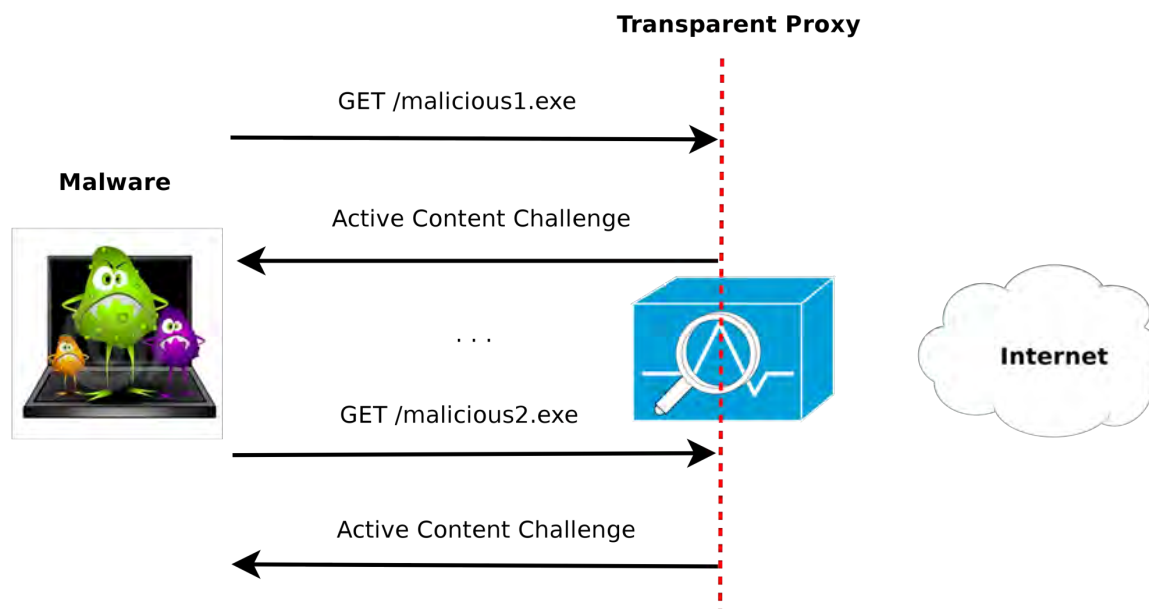 Transparent Proxy
GET /malicious1.exe
Malware
Active Content Challenge
. . .
Internet
GET /malicious2.exe
Active Content Challenge